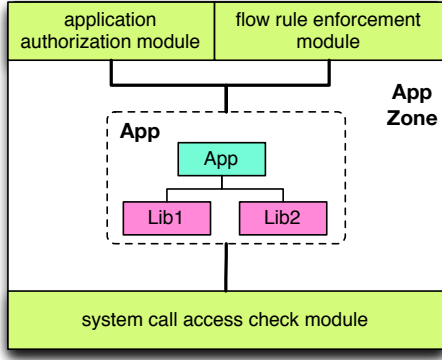 application
authorization module
flow rule enforcement
module
App
Zone
App
App
Lib1
Lib2
system call access check module